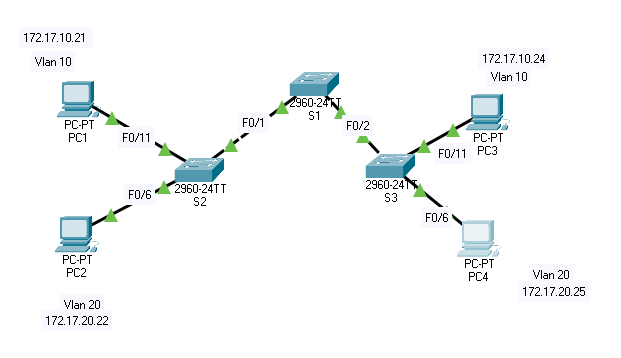 172.17.10.21
Vlan 10
PC-PT
PC1
F0/11
F0/1
2960-24TT
S1
F0/2
172.17.10.24
Vlan 10
PC-PT
PC3
F0/11
2960-24TT
S2
2960-24TT
S3
F0/6
F0/6
PC-PT
PC2
PC-PT
PC4
Vlan 20
172.17.20.22
Vlan 20
172.17.20.25